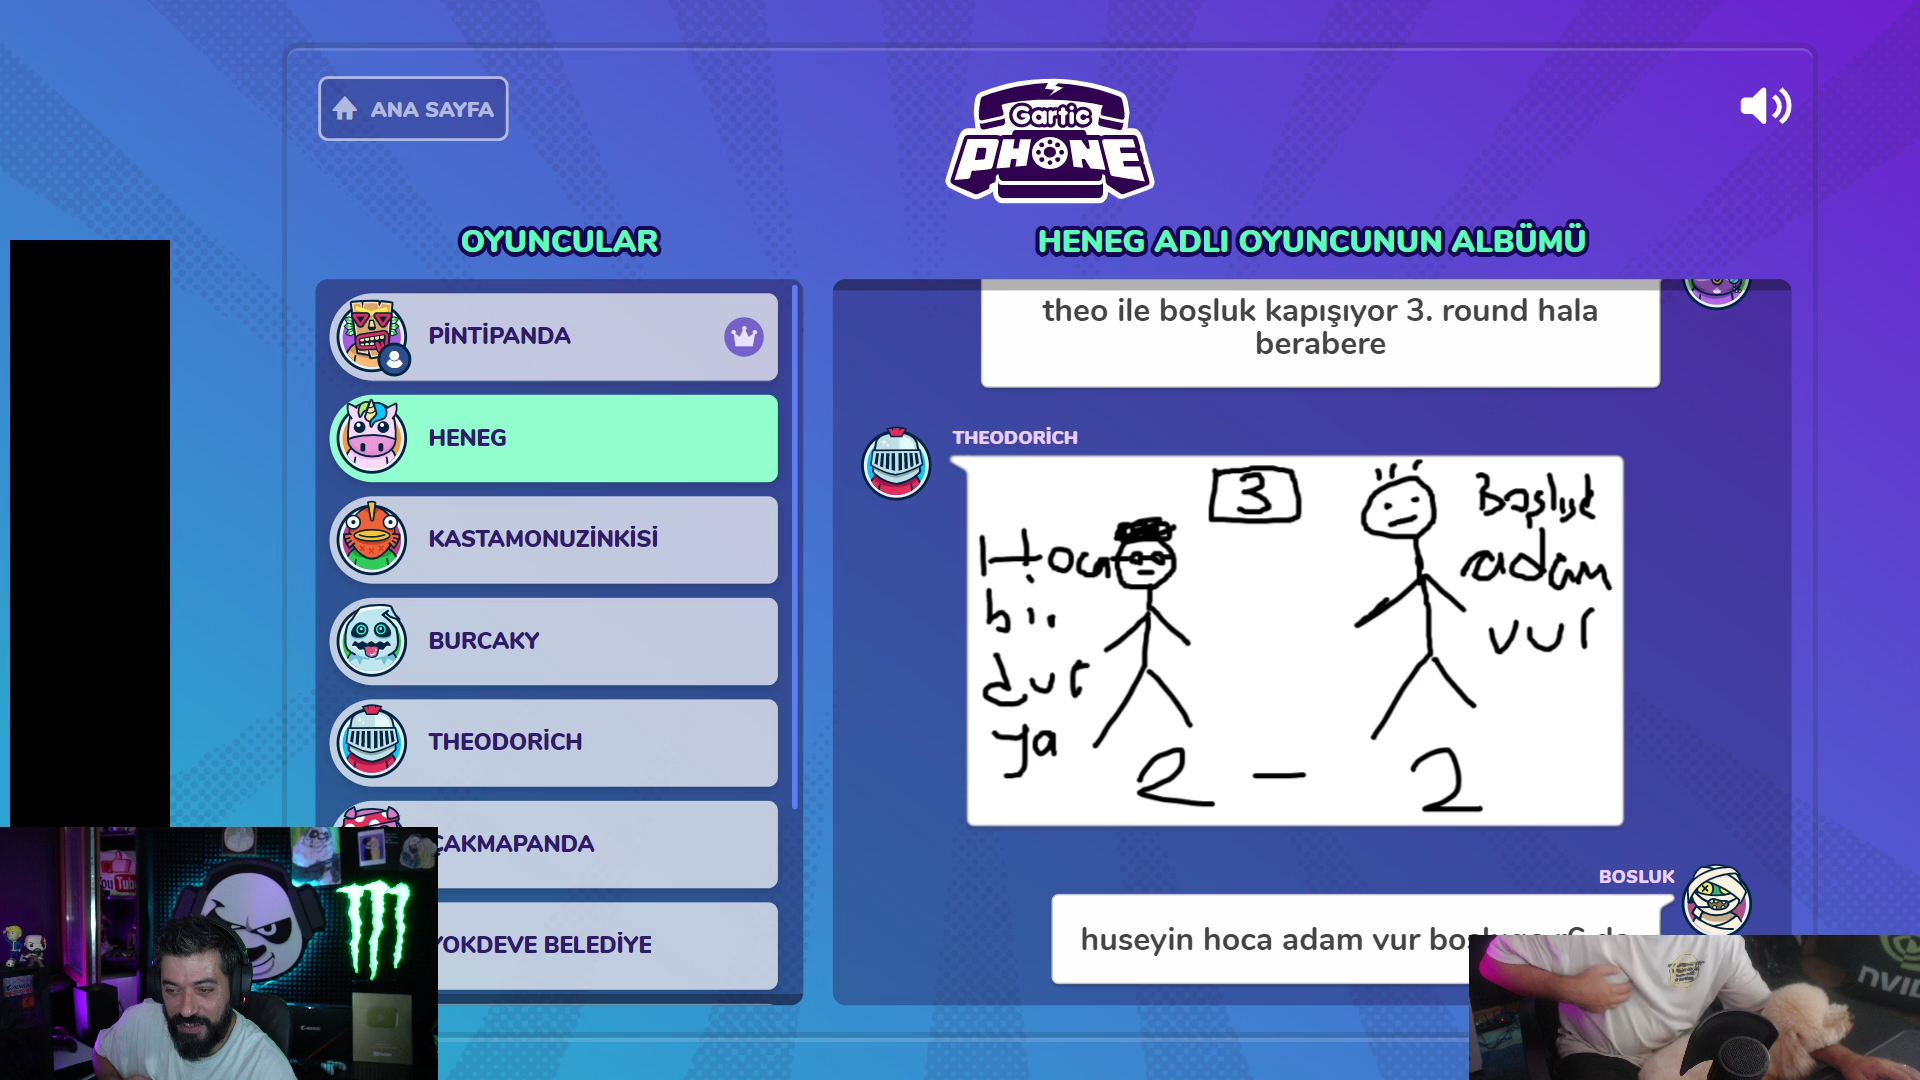 ANA SAYFA
Gartic
PHONE
OYUNCULAR
HENEG ADLI OYUNCUNUN ALBÜMÜ
PİNTİPANDA
HENEG
KASTAMONUZİNKİSİ
BURCAKY
THEODORİCH
ÇAKMAPANDA
YOKDEVE BELEDİYE
theo ile boşluk kapışıyor 3. round hala
berabere
THEODORİCH
3
Hoca
bi
dur
ya
Boşluk
adam
vur
2 - 2
BOSLUK
huseyin hoca adam vur
You Tube